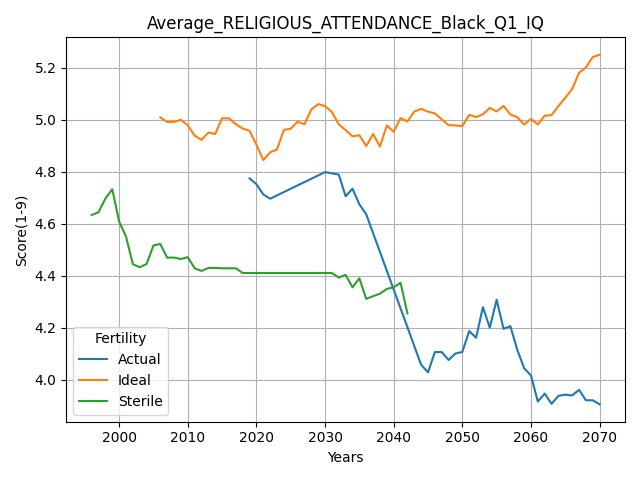 Average_RELIGIOUS_ATTENDANCE_Black_Q1_IQ
Score(1-9)
5.2
5.0
4.8
4.6
4.4
4.2
4.0
Fertility
Actual
Ideal
Sterile
2000 2010 2020 2030 2040 2050 2060 2070
Years